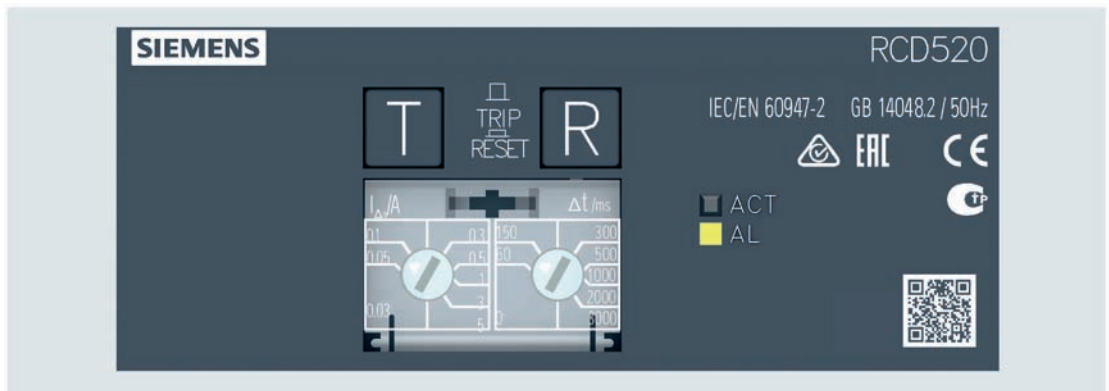 SIEMENS
RCD520
T
TRIP
RESET
R
IEC/EN 60947-2 GB 14048.2 / 50Hz
EAC
CE
ACT
AL
IΔn/A
0.1 0.3
0.05 0.5
1
3
0.03
5
Δt/ms
150 300
60 500
1000
2000
0 3000